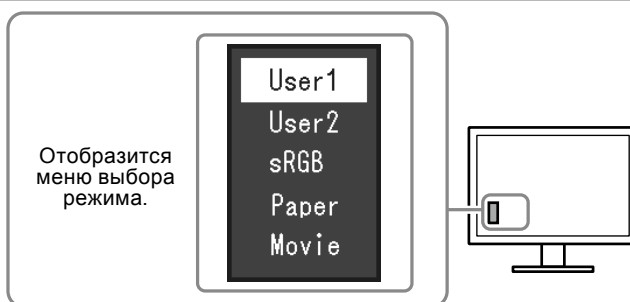 Отобразится
меню выбора
режима.
User1
User2
sRGB
Paper
Movie